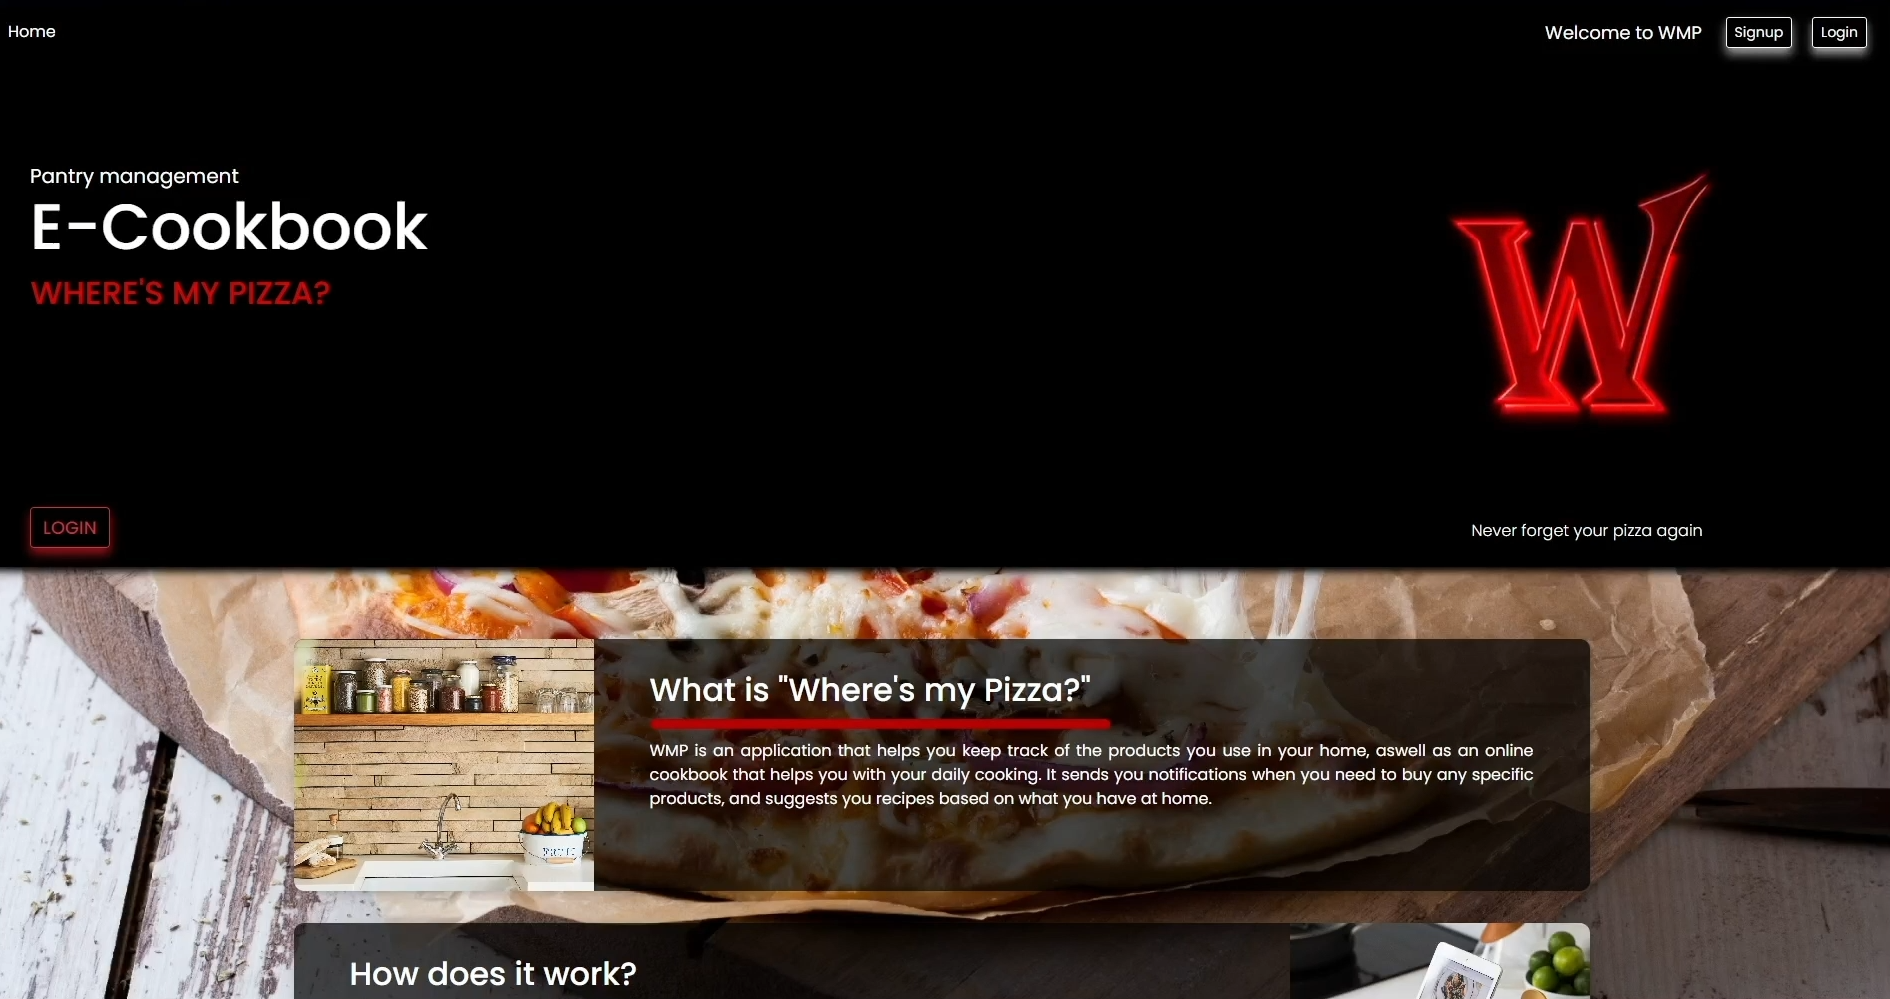 Home
Welcome to WMP
Signup
Login
Pantry management
E-Cookbook
WHERE'S MY PIZZA?
W
LOGIN
Never forget your pizza again
What is "Where's my Pizza?"
WMP is an application that helps you keep track of the products you use in your home, aswell as an online
cookbook that helps you with your daily cooking. It sends you notifications when you need to buy any specific
products, and suggests you recipes based on what you have at home.
How does it work?